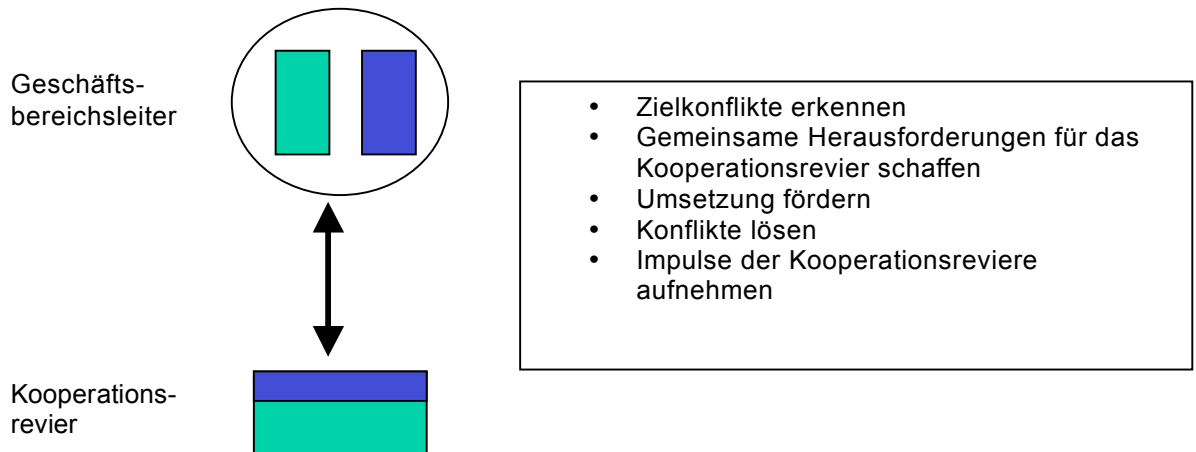 Geschäfts-
bereichsleiter
• Zielkonflikte erkennen
• Gemeinsame Herausforderungen für das
Kooperationsrevier schaffen
• Umsetzung fördern
• Konflikte lösen
• Impulse der Kooperationsreviere
aufnehmen
Kooperations-
revier